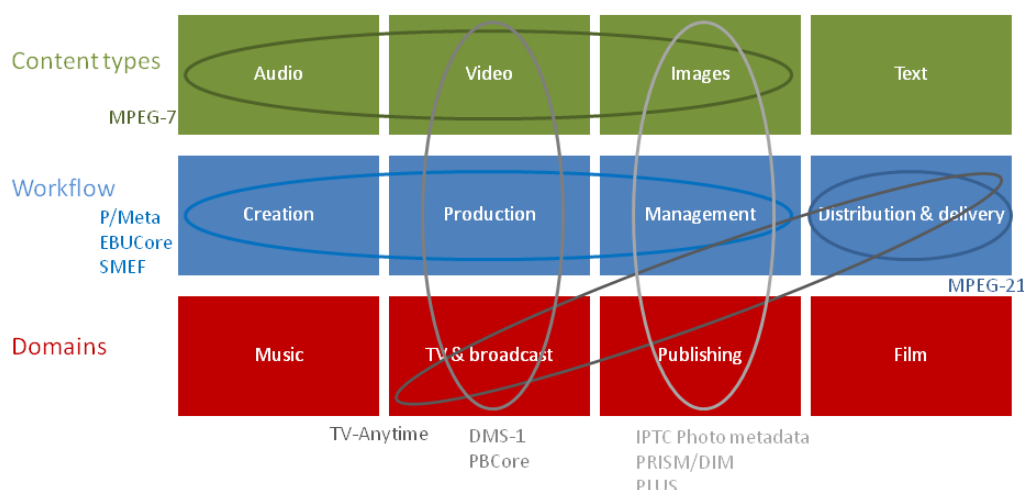 Content types
Audio
Video
Images
Text
MPEG-7
Workflow
P/Meta
EBUCore
SMEF
Creation
Production
Management
Distribution & delivery
MPEG-21
Domains
Music
TV & broadcast
Publishing
Film
TV-Anytime
DMS-1
PBCore
IPTC Photo metadata
PRISM/DIM
PLUS